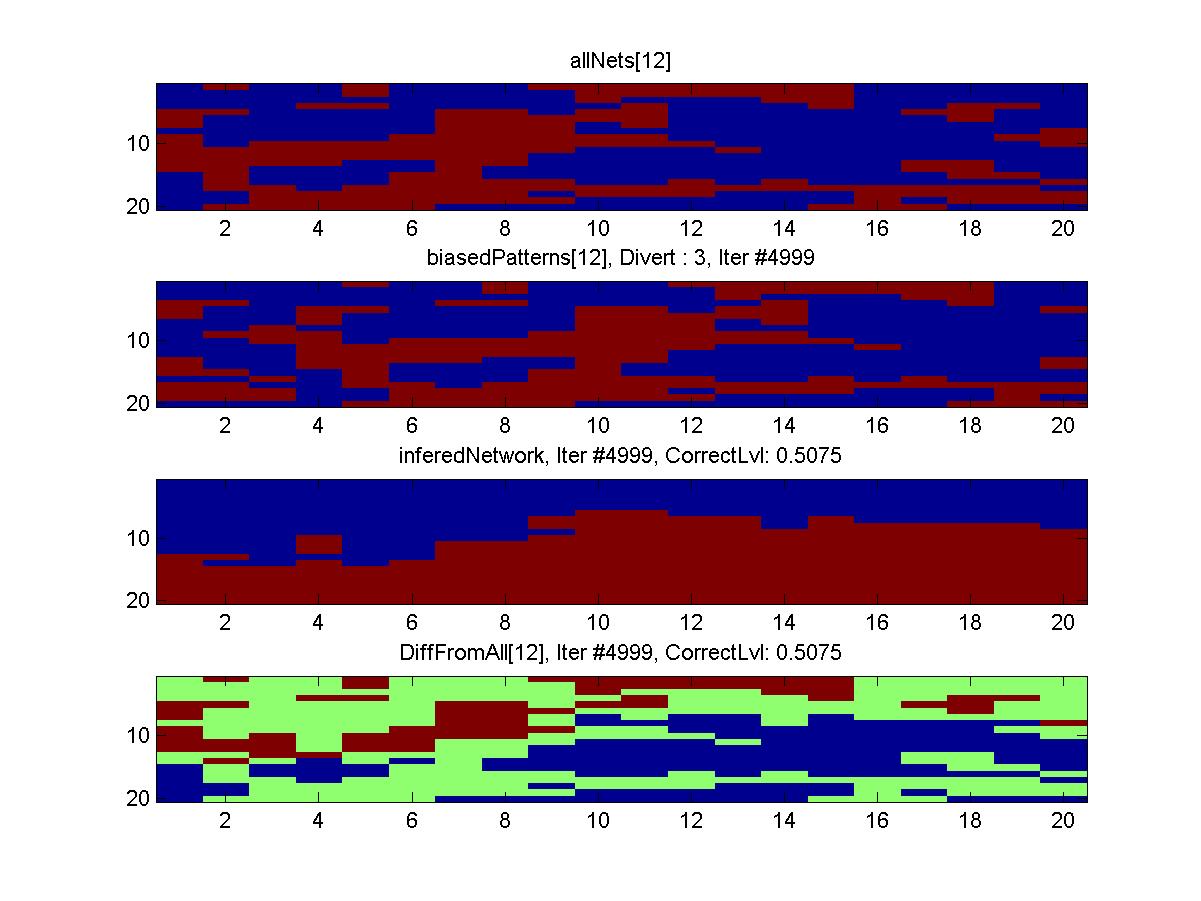 allNets[12]
10
20
2 4 6 8 10 12 14 16 18 20
biasedPatterns[12], Divert : 3, Iter #4999
10
20
2 4 6 8 10 12 14 16 18 20
inferedNetwork, Iter #4999, CorrectLvl: 0.5075
10
20
2 4 6 8 10 12 14 16 18 20
DiffFromAll[12], Iter #4999, CorrectLvl: 0.5075
10
20
2 4 6 8 10 12 14 16 18 20